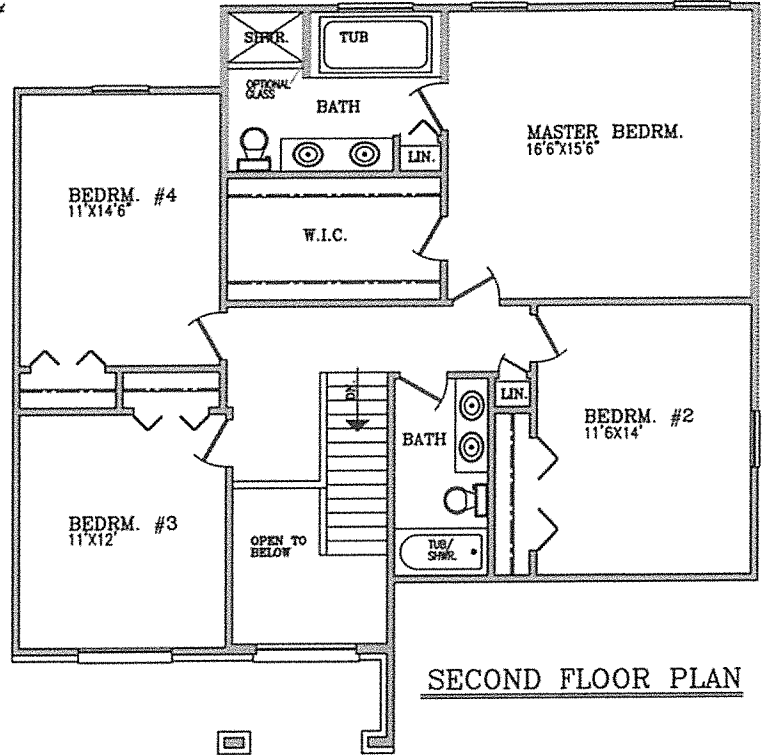 SHWR.
TUB
OPTIONAL
GLASS
BATH
LIN.
MASTER BEDRM.
16'6"X15'6"
BEDRM. #4
11'X14'6"
W.I.C.
DN.
LIN.
BATH
BEDRM. #2
11'6X14'
BEDRM. #3
11'X12'
OPEN TO
BELOW
TUB/
SHWR.
SECOND FLOOR PLAN